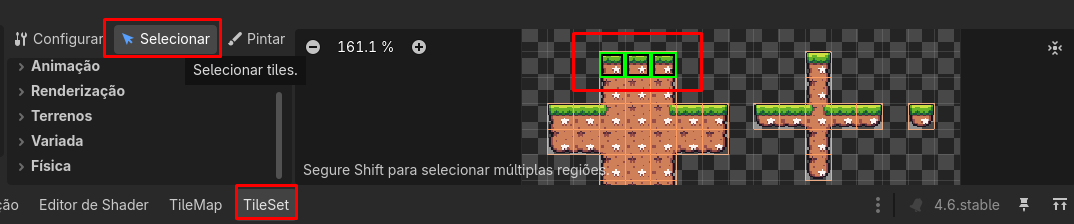 Configurar
Selecionar
Pintar
161.1 %
Selecionar tiles.
Animação
Renderização
Terrenos
Variada
Física
Segure Shift para selecionar múltiplas regiões.
ção
Editor de Shader
TileMap
TileSet
4.6.stable